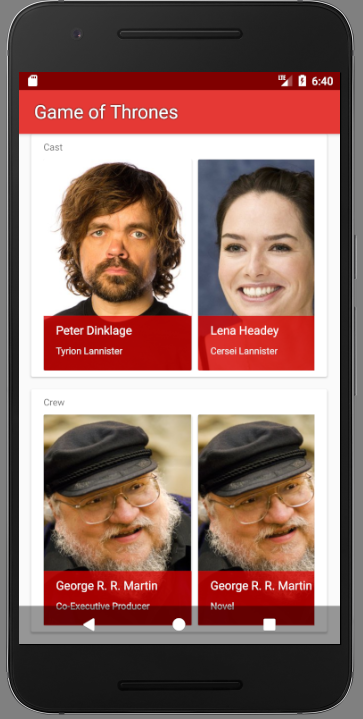 LTE 6:40
Game of Thrones
Cast
Peter Dinklage
Lena Headey
Tyrion Lannister
Cersei Lannister
Crew
George R. R. Martin
George R. R. Martin
Co-Executive Producer
Novel